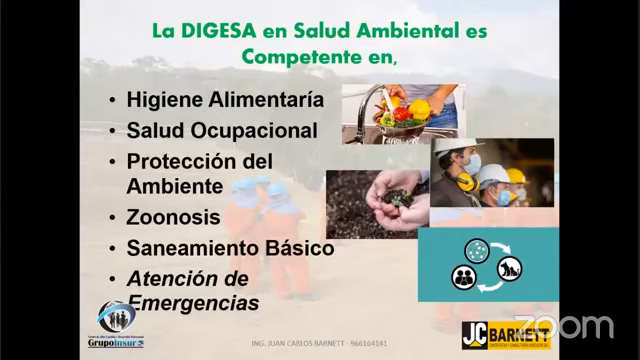 La DIGESA en Salud Ambiental es
Competente en,
• Higiene Alimentaría
• Salud Ocupacional
• Protección del
Ambiente
• Zoonosis
• Saneamiento Básico
• Atención de
Emergencias
Grupoinsur
ING. JUAN CARLOS BARNETT - 966164141
JC BARNETT
zoom